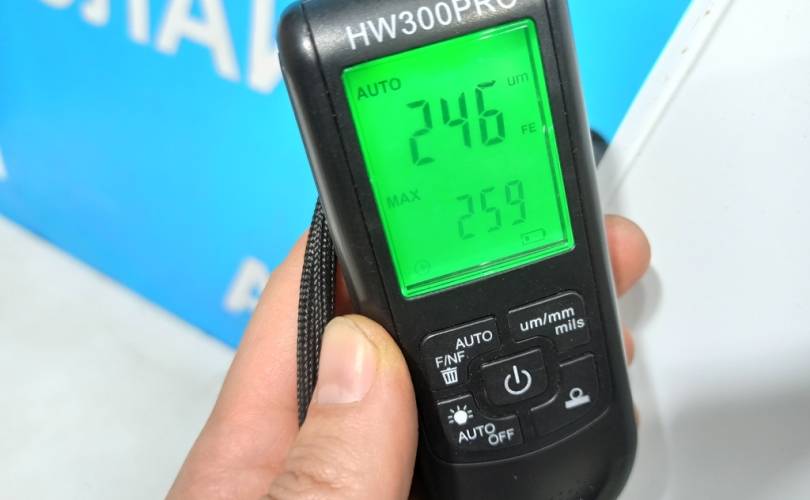 HW300PRO
AUTO
um
246
FE
MAX
259
AUTO
F/NF
um/mm
mils
AUTO
OFF